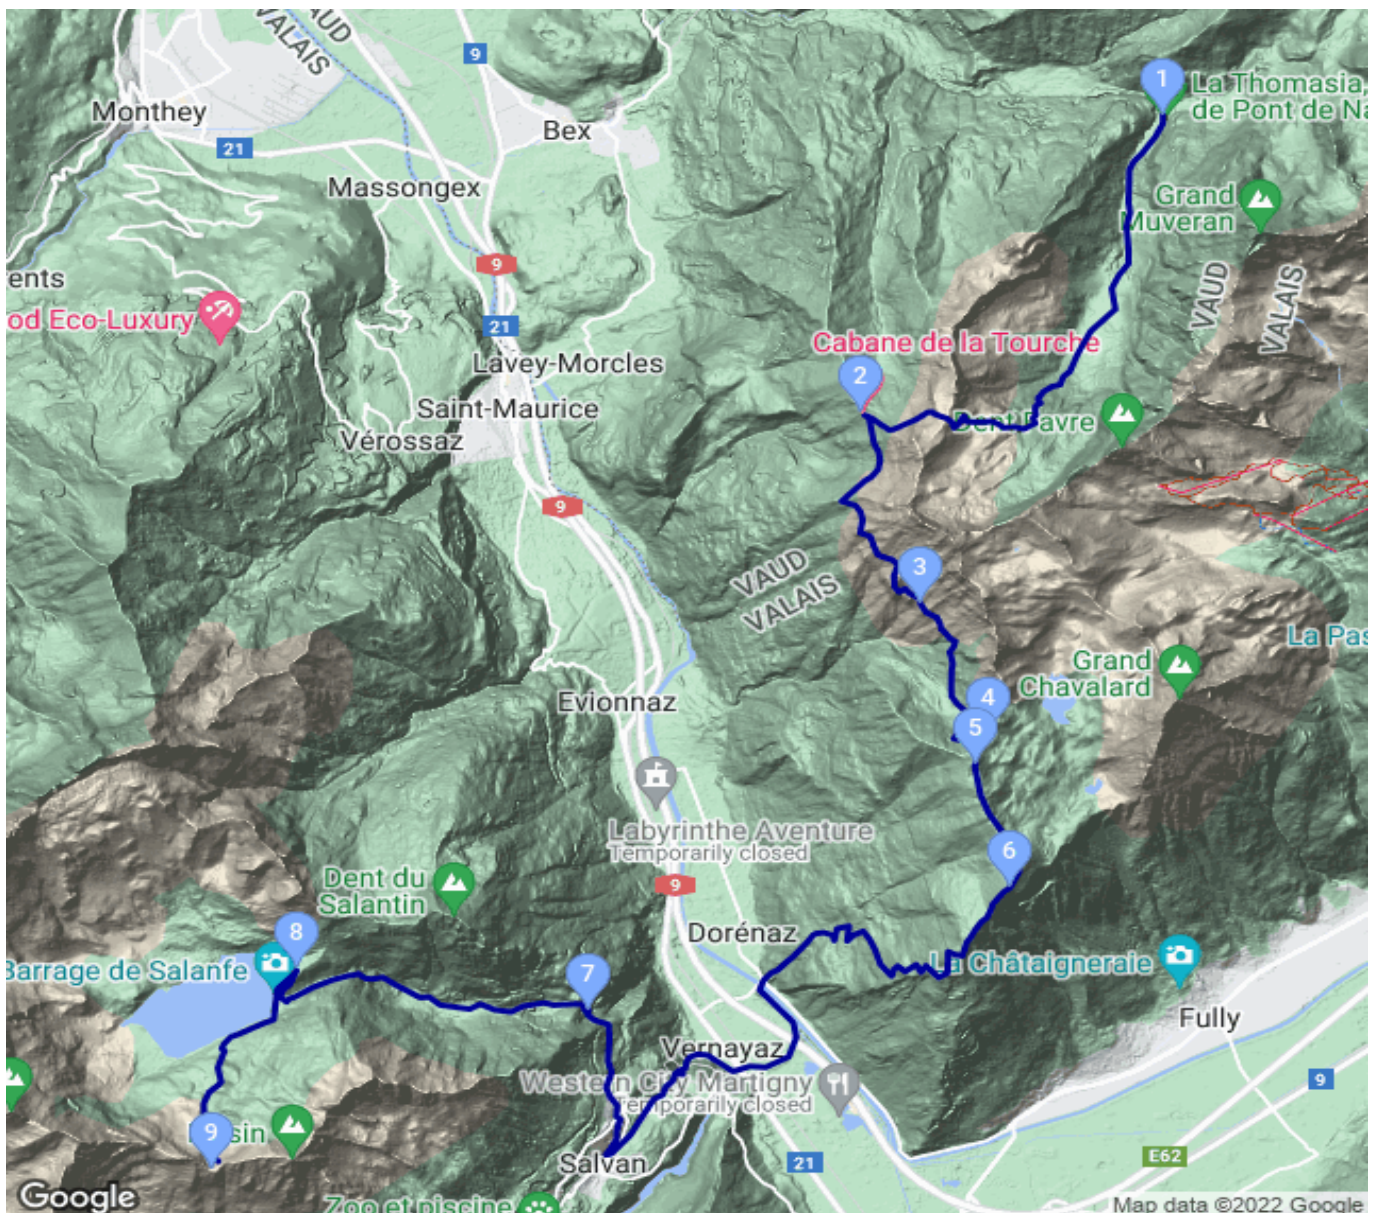 VAUD
VALAIS
9
1
La Thomasia,
de Pont de Na
Monthey
Bex
21
Massongex
Grand
Muveran
9
ents
VAUD
VALAIS
od Eco-Luxury
21
Cabane de la Tourche
Lavey-Morcles
2
Saint-Maurice
Dent Favre
Vérossaz
9
VAUD
VALAIS
3
La Pas
Grand
Chavalard
4
Evionnaz
5
Labyrinthe Aventure
Temporarily closed
6
Dent du
Salantin
9
8
Dorénaz
Barrage de Salanfe
7
La Châtaigneraie
Fully
Vernayaz
Western City Martigny
Temporarily closed
9
9
sin
Salvan
21
E62
Zoo et piscine
Google
Map data ©2022 Google